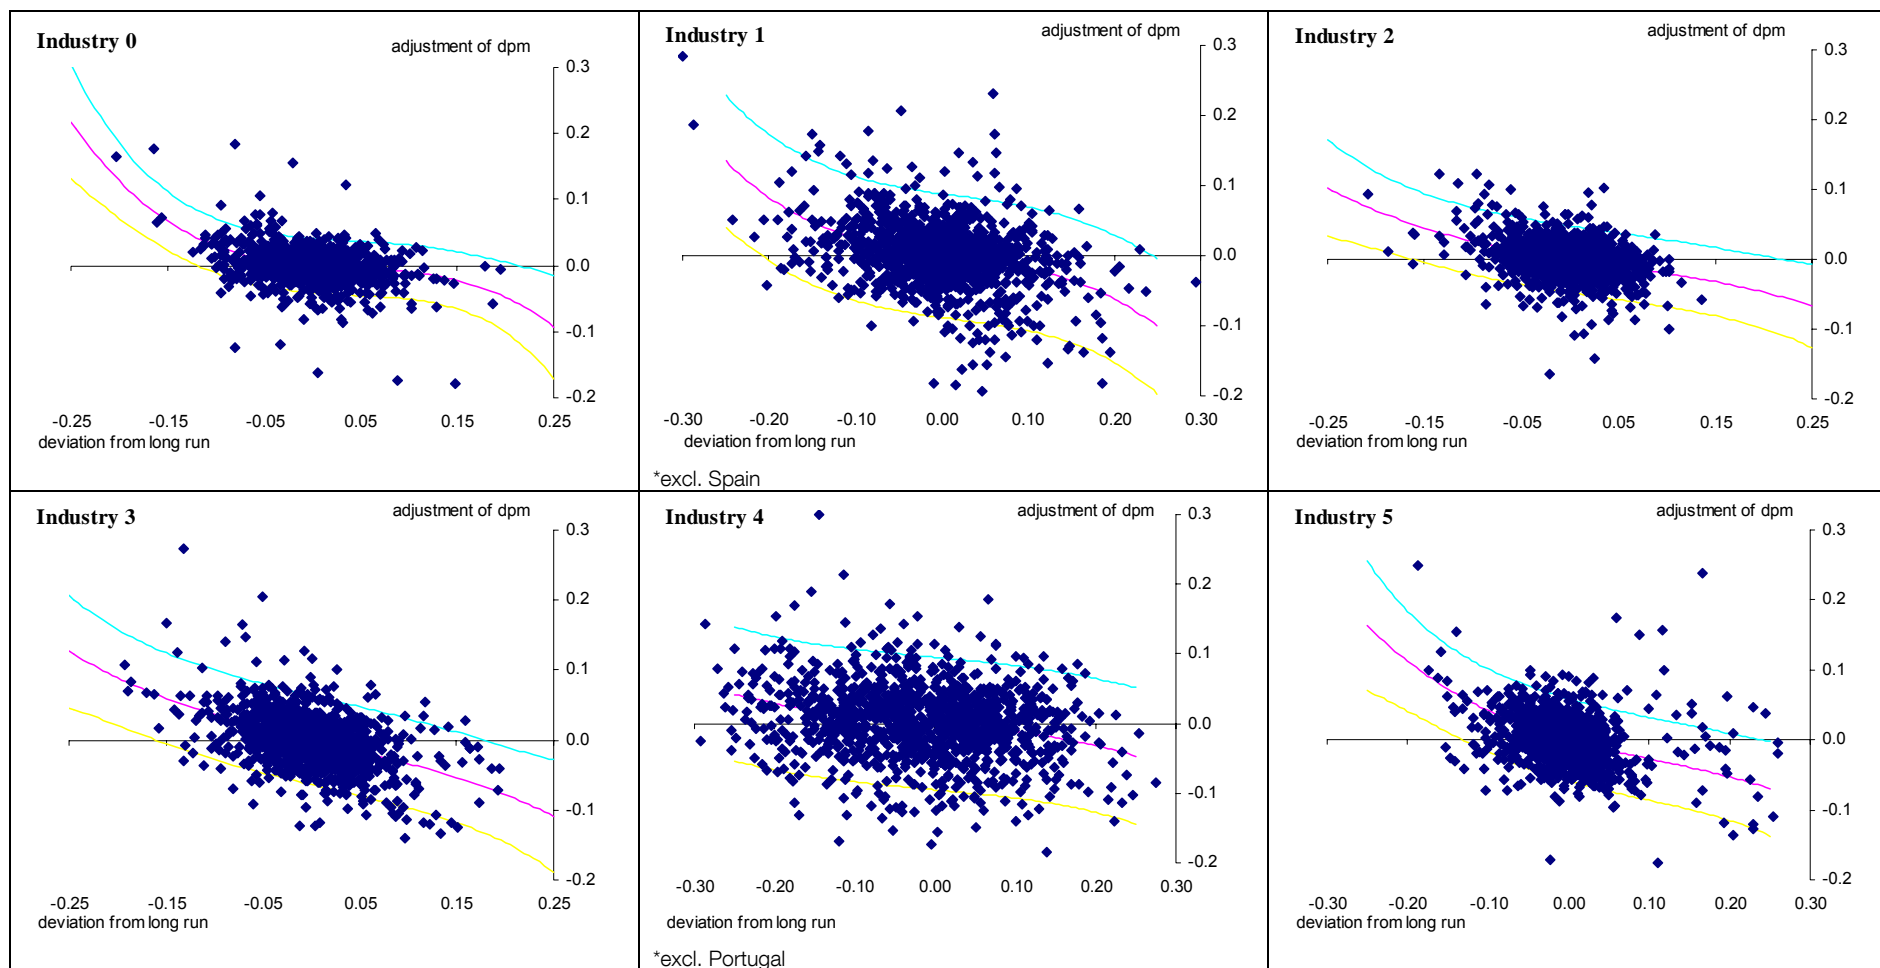 Industry 0
adjustment of dpm
0.3
0.2
0.1
0.0
-0.1
-0.2
-0.25 -0.15 -0.05 0.05 0.15 0.25
deviation from long run
Industry 1
adjustment of dpm
0.3
0.2
0.1
0.0
-0.1
-0.2
-0.30 -0.20 -0.10 0.00 0.10 0.20 0.30
deviation from long run
*excl. Spain
Industry 2
adjustment of dpm
0.3
0.2
0.1
0.0
-0.1
-0.2
-0.25 -0.15 -0.05 0.05 0.15 0.25
deviation from long run
Industry 3
adjustment of dpm
0.3
0.2
0.1
0.0
-0.1
-0.2
-0.25 -0.15 -0.05 0.05 0.15 0.25
deviation from long run
Industry 4
adjustment of dpm
0.3
0.2
0.1
0.0
-0.1
-0.2
-0.30 -0.20 -0.10 0.00 0.10 0.20 0.30
deviation from long run
*excl. Portugal
Industry 5
adjustment of dpm
0.3
0.2
0.1
0.0
-0.1
-0.2
-0.30 -0.20 -0.10 0.00 0.10 0.20 0.30
deviation from long run